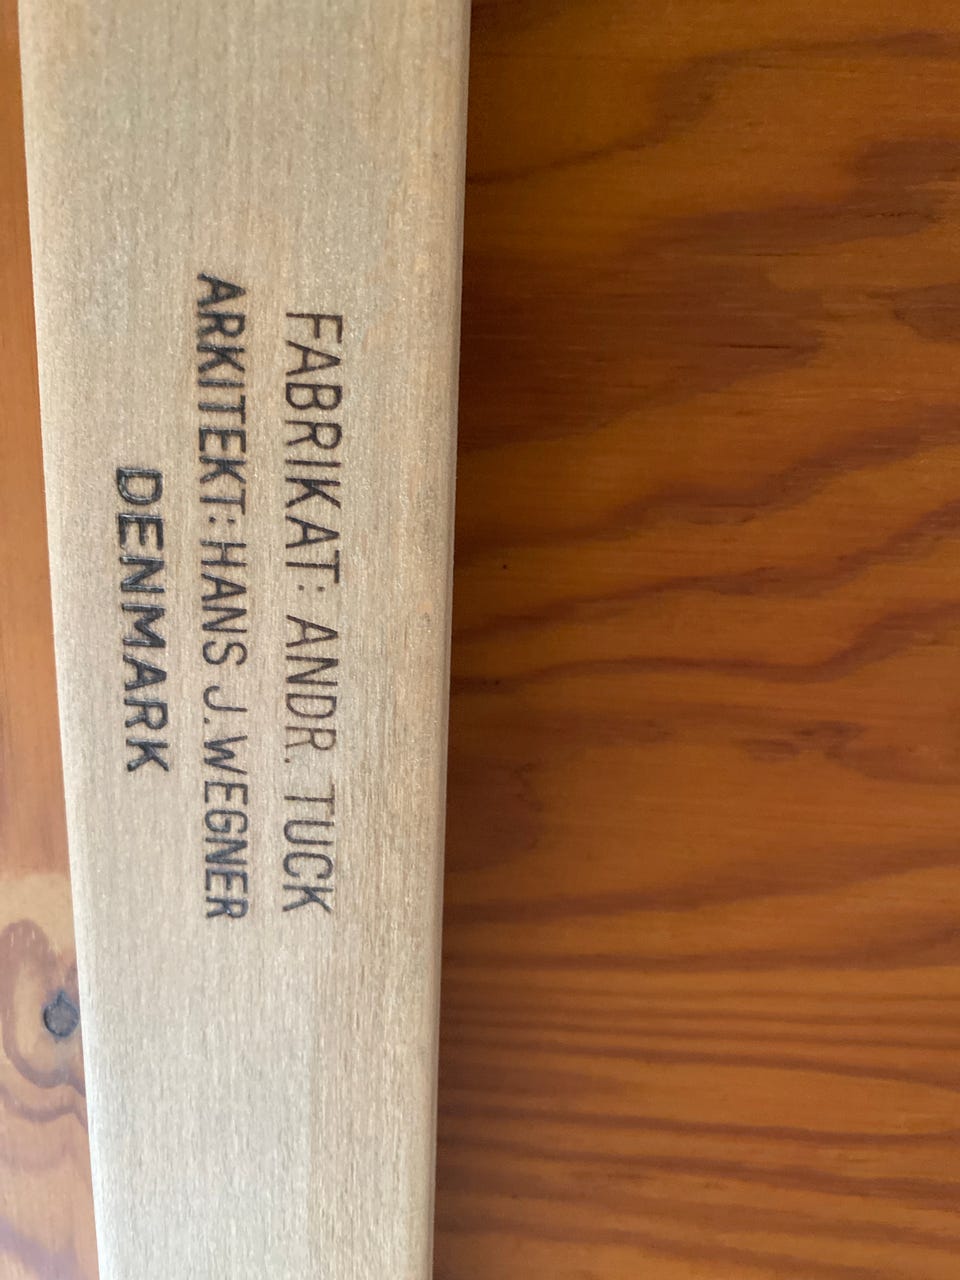 FABRIKAT: ANDR. TUCK
ARKITEKT: HANS J. WEGNER
DENMARK